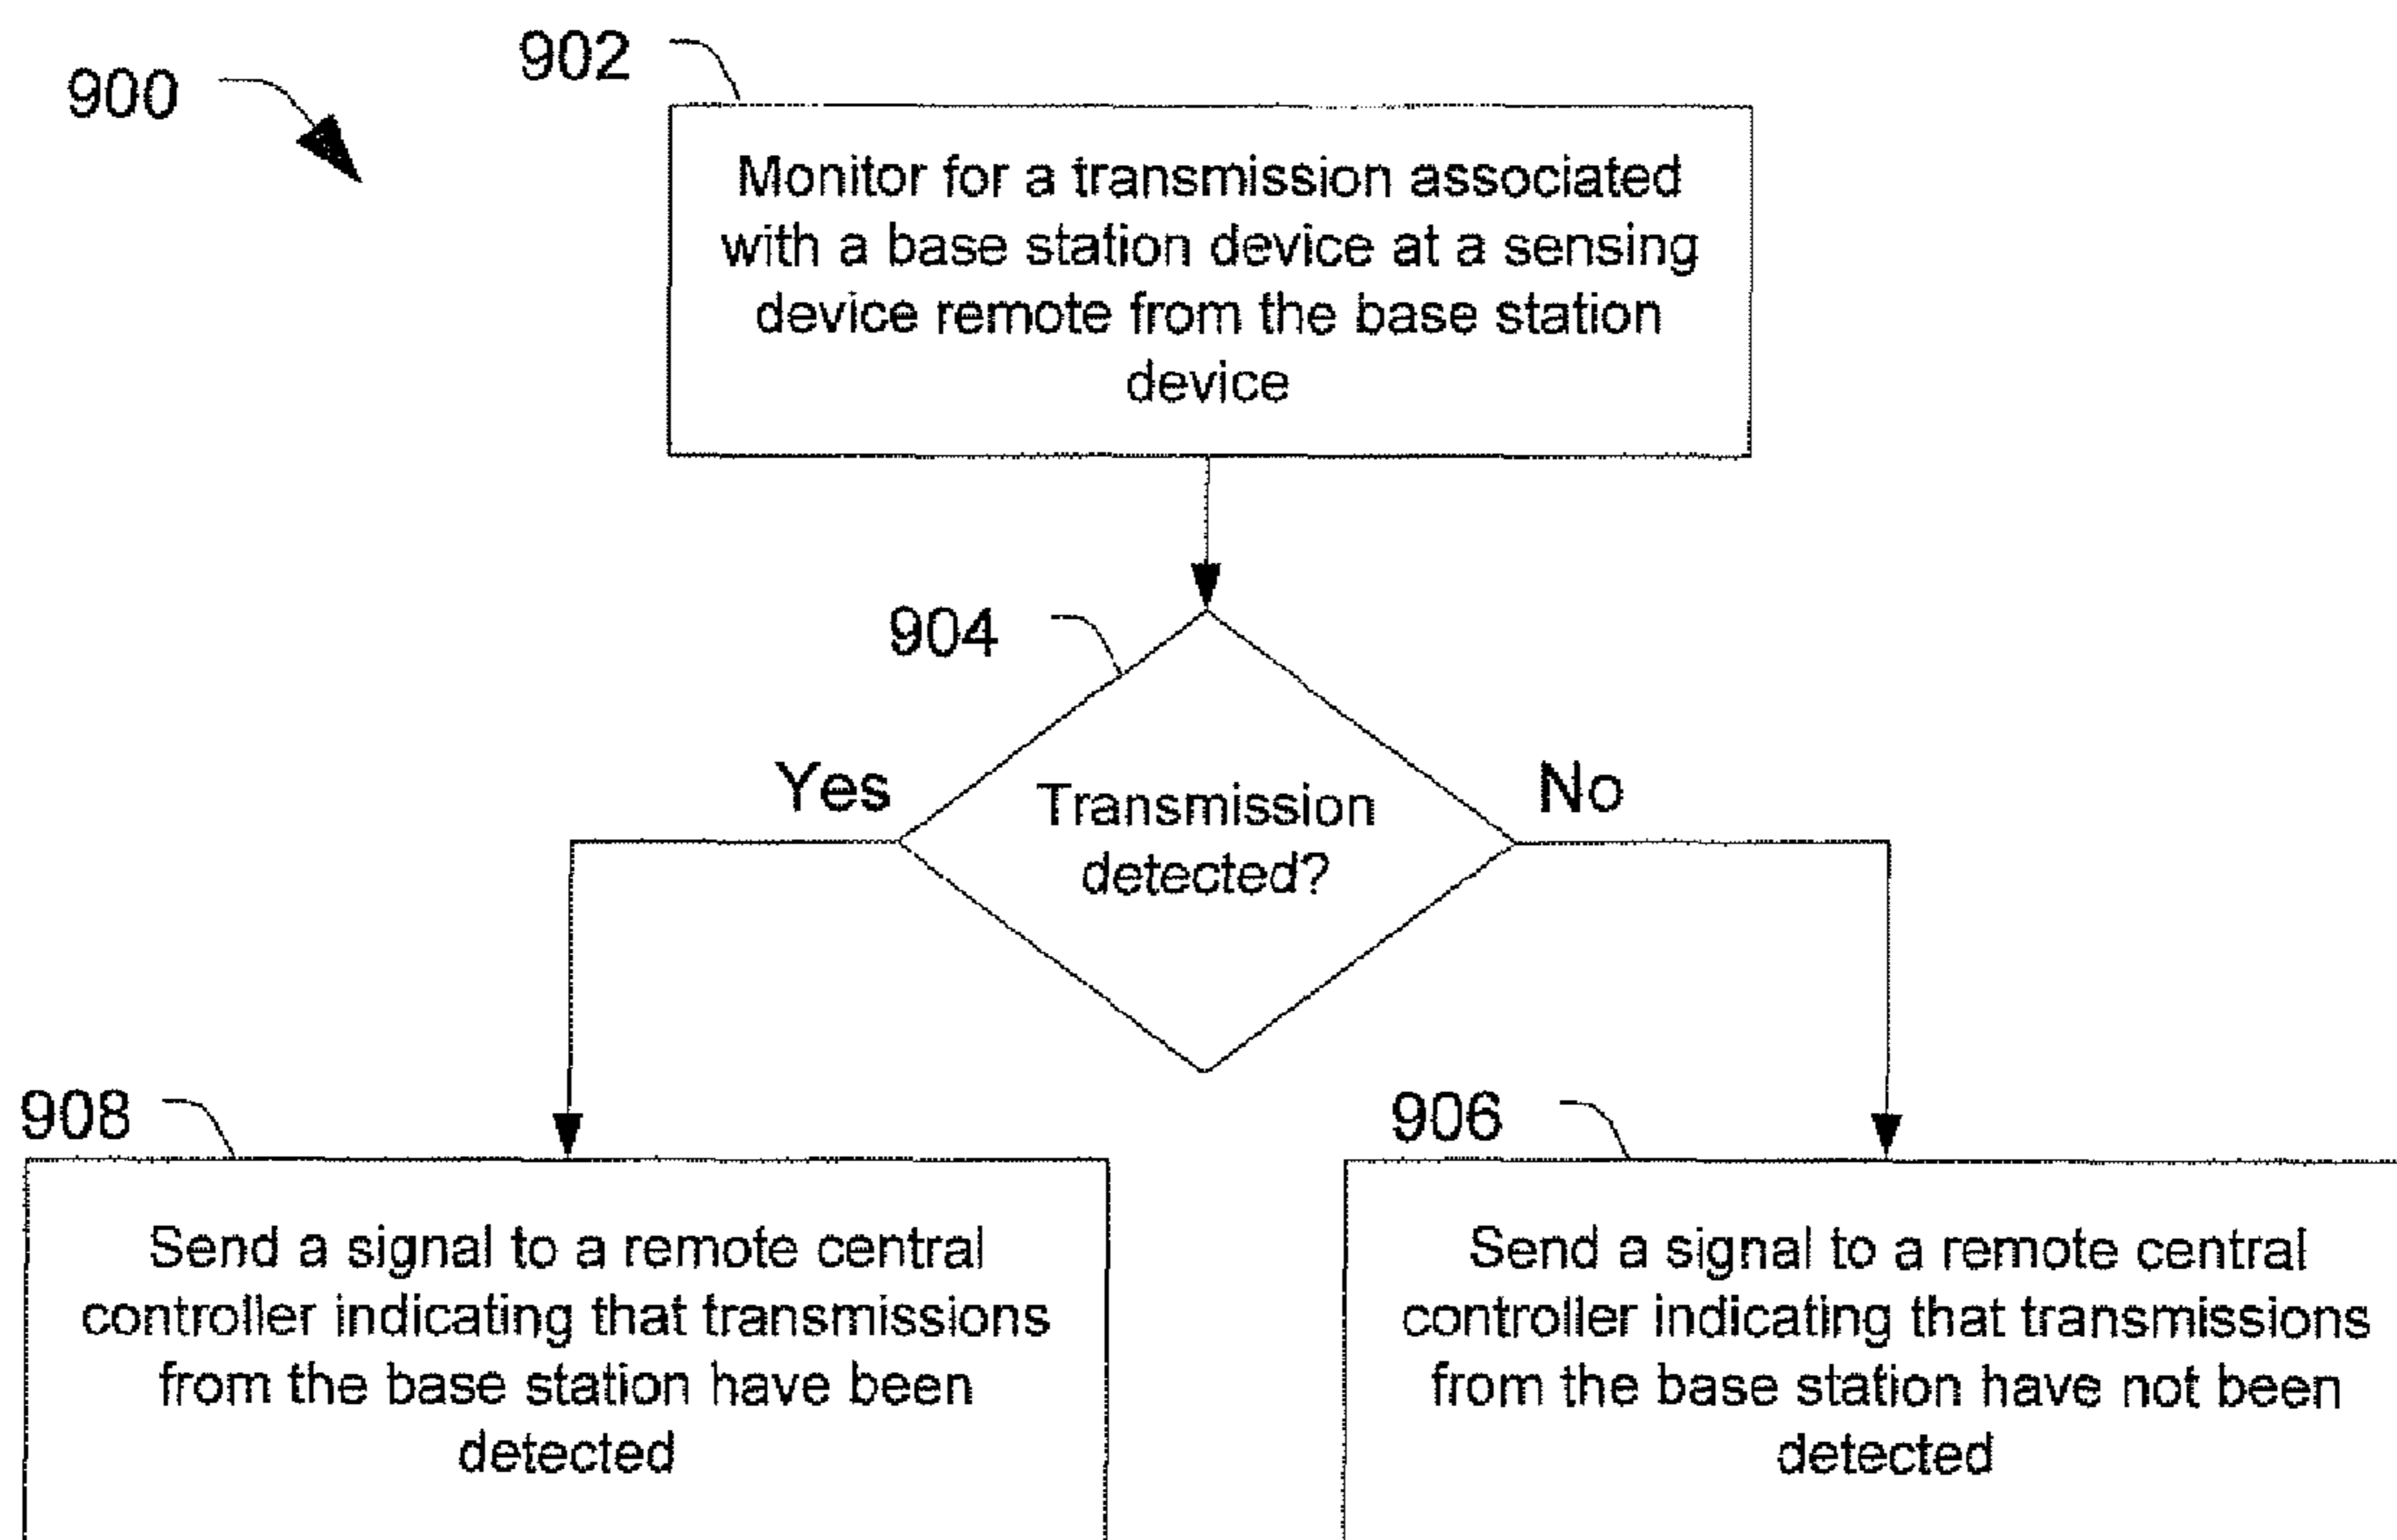 900
902
Monitor for a transmission associated
with a base station device at a sensing
device remote from the base station
device
904
Yes
Transmission
detected?
No
908
Send a signal to a remote central
controller indicating that transmissions
from the base station have been
detected
906
Send a signal to a remote central
controller indicating that transmissions
from the base station have not been
detected